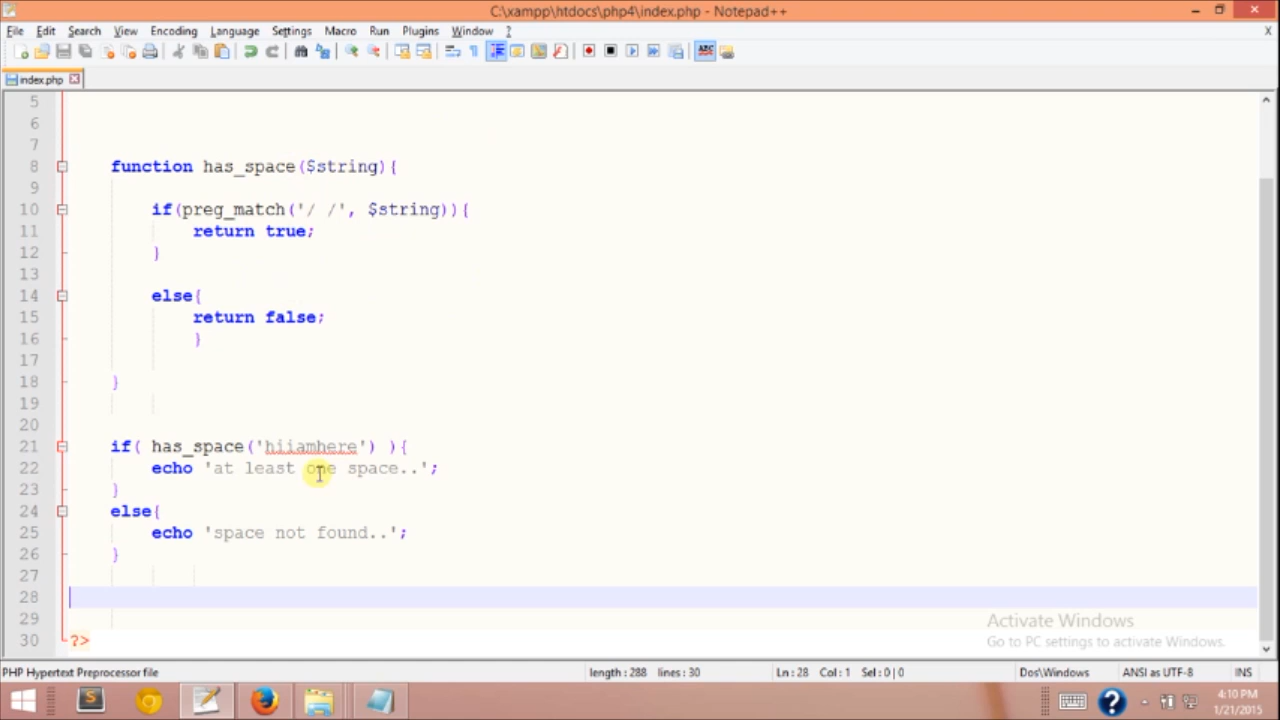 C:\xampp\htdocs\php4\index.php - Notepad++
File Edit Search View Encoding Language Settings Macro Run Plugins Window ? X
ABC
index.php
5
6
7
8 function has_space($string){
9
10 if(preg_match('/ /', $string)){
11 return true;
12 }
13
14 else{
15 return false;
16 }
17
18 }
19
20
21 if( has_space('hiiamhere') ){
22 echo 'at least one space..';
23 }
24 else{
25 echo 'space not found..';
26 }
27
28
29
30 ?>
Activate Windows
Go to PC settings to activate Windows.
PHP Hypertext Preprocessor file length : 288 lines : 30 Ln : 28 Col : 1 Sel : 0 | 0 Dos\Windows ANSI as UTF-8 INS
S ?
4:10 PM
1/21/2015